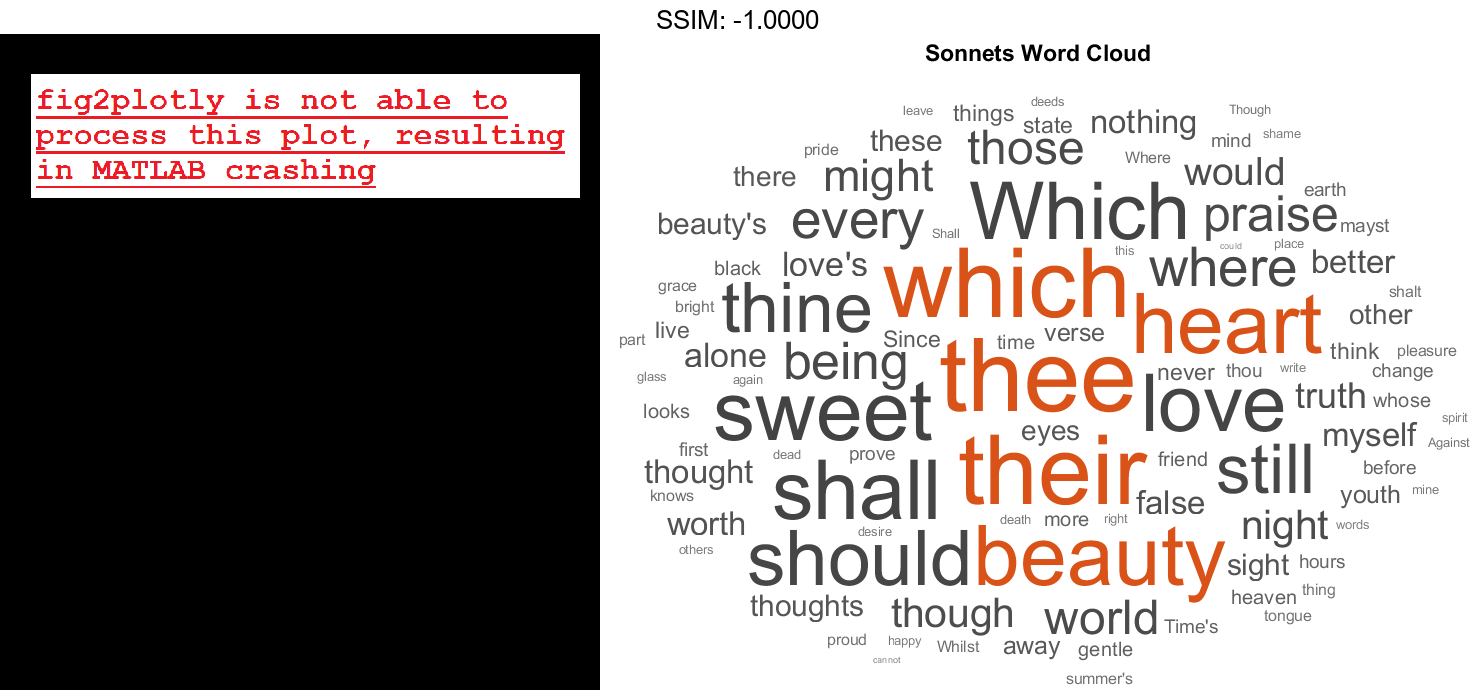 SSIM: -1.0000
fig2plotly is not able to
process this plot, resulting
in MATLAB crashing
Sonnets Word Cloud
leave things deeds Though
these state nothing mind shame
pride those Where
there might would
earth
beauty's every Shall Which praise mayst
black love's this where could place better
grace which shalt
bright thine heart other
part live Since time verse
alone being think pleasure
glass again thee never thou write change
looks sweet love truth whose
eyes spirit
first myself Against
thought dead prove their friend still before
knows shall youth mine
worth false
desire death more right night words
others should beauty sight hours
heaven thing
thoughts though world Time's tongue
proud happy Whilst away gentle
cannot
summer's